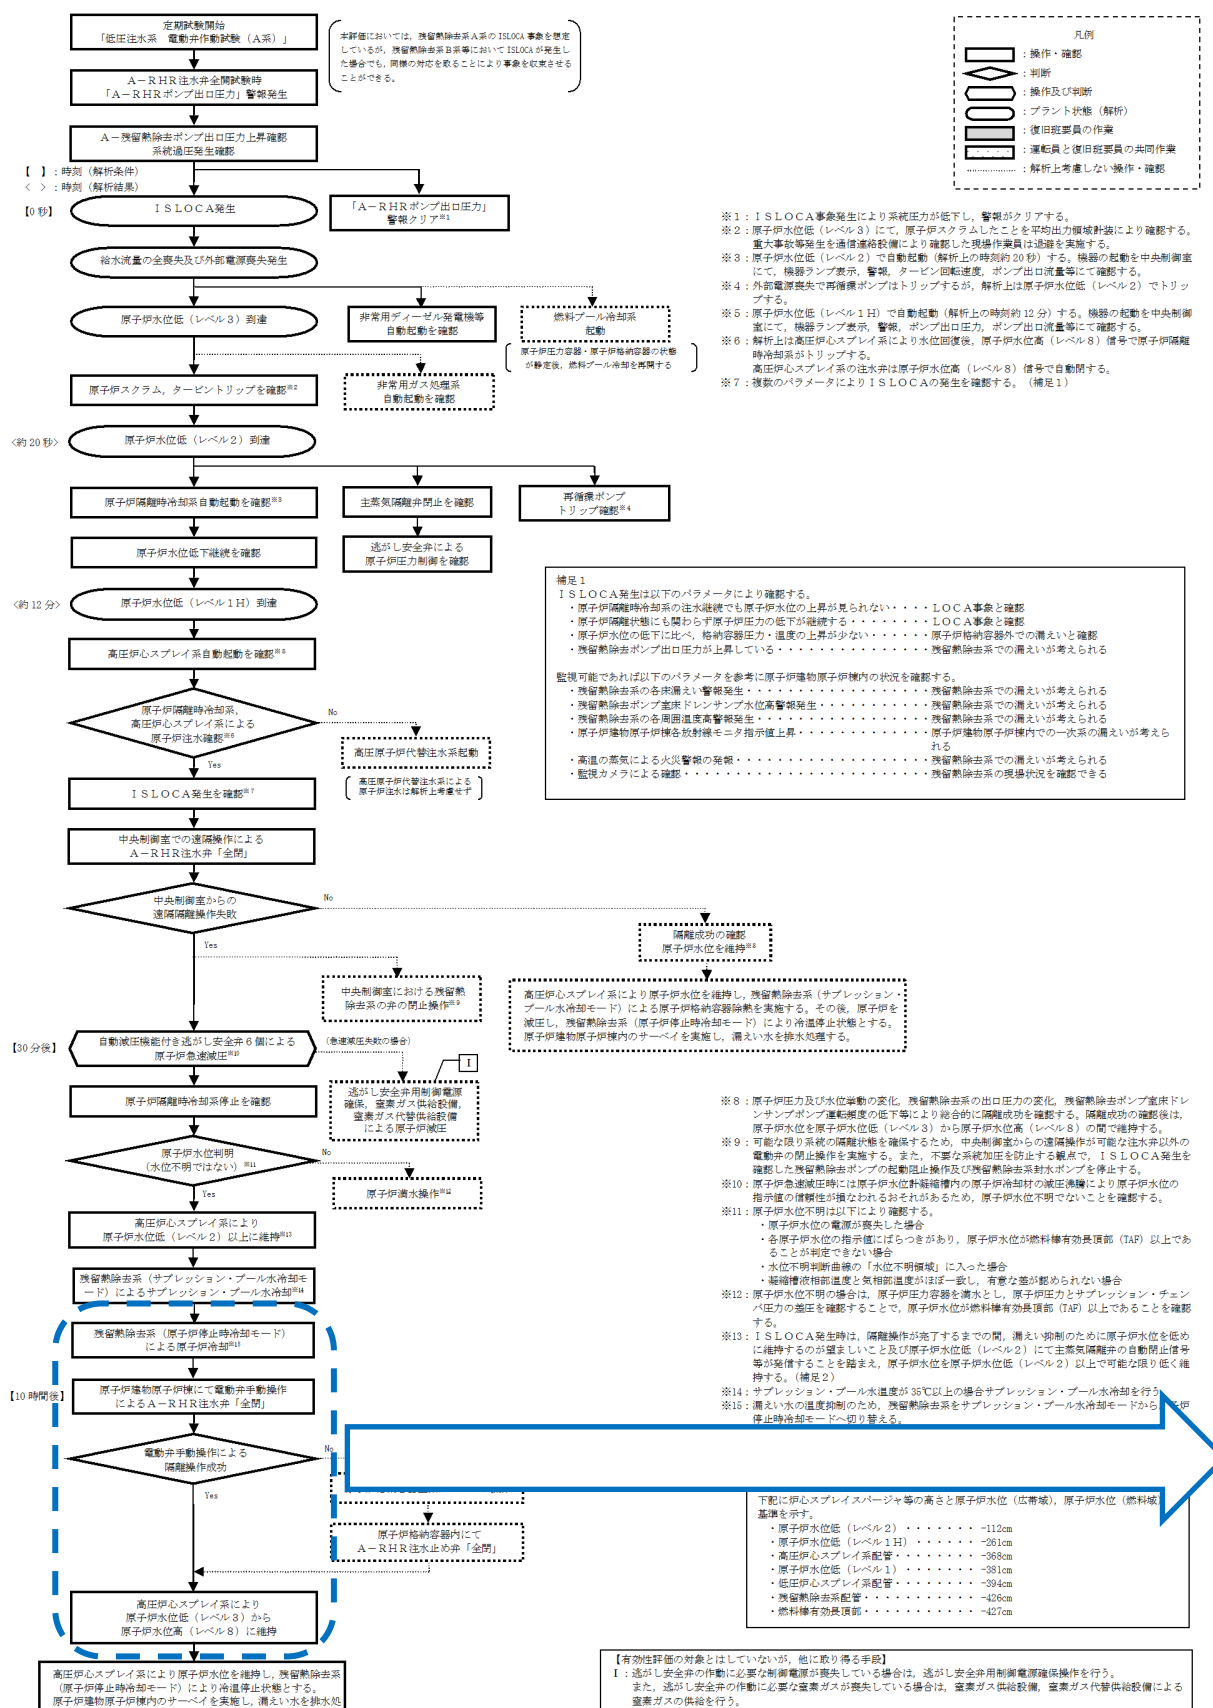 定期試験開始
「低圧注水系　電動弁作動試験（A系）」
本評価においては，残留熱除去系A系のISLOCA事象を想定
しているが，残留熱除去系B系等においてISLOCAが発生し
た場合でも，同様の対応を取ることにより事象を収束させる
ことができる。
凡例
：操作・確認
：判断
：操作及び判断
：プラント状態（解析）
：復旧班要員の作業
：運転員と復旧班要員の共同作業
：解析上考慮しない操作・確認
A－RHR注水弁全開試験時
「A－RHRポンプ出口圧力」警報発生
A－残留熱除去ポンプ出口圧力上昇確認
系統過圧発生確認
【　】：時刻（解析条件）
＜　＞：時刻（解析結果）
【0秒】
ISLOCA発生
「A－RHRポンプ出口圧力」
警報クリア※1
給水流量の全喪失及び外部電源喪失発生
原子炉水位低（レベル3）到達
非常用ディーゼル発電機等
自動起動を確認
燃料プール冷却系
起動
原子炉圧力容器・原子炉格納容器の状態
が静定後，燃料プール冷却を再開する
原子炉スクラム，タービントリップを確認※2
非常用ガス処理系
自動起動を確認
<約20秒>
原子炉水位低（レベル2）到達
原子炉隔離時冷却系自動起動を確認※3
主蒸気隔離弁閉止を確認
再循環ポンプ
トリップ確認※4
原子炉水位低下継続を確認
逃がし安全弁による
原子炉圧力制御を確認
<約12分>
原子炉水位低（レベル1H）到達
高圧炉心スプレイ系自動起動を確認※5
原子炉隔離時冷却系，
高圧炉心スプレイ系による
原子炉注水確認※6
No
Yes
高圧原子炉代替注水系起動
高圧原子炉代替注水系による
原子炉注水は解析上考慮せず
ISLOCA発生を確認※7
中央制御室での遠隔操作による
A－RHR注水弁「全閉」
中央制御室からの
遠隔隔離操作失敗
No
Yes
隔離成功の確認
原子炉水位を維持※8
中央制御室における残留熱
除去系の弁の閉止操作※9
高圧炉心スプレイ系により原子炉水位を維持し，残留熱除去系（サプレッション・
プール水冷却モード）による原子炉格納容器除熱を実施する。その後，原子炉を
減圧し，残留熱除去系（原子炉停止時冷却モード）により冷温停止状態とする。
原子炉建物原子炉棟内のサーベイを実施し，漏えい水を排水処理する。
【30分後】
自動減圧機能付き逃がし安全弁6個による
原子炉急速減圧※10
（急速減圧失敗の場合）
I
逃がし安全弁用制御電源
確保，窒素ガス供給設備，
窒素ガス代替供給設備
による原子炉減圧
原子炉隔離時冷却系停止を確認
原子炉水位判明
（水位不明ではない）※11
No
Yes
原子炉満水操作※12
高圧炉心スプレイ系により
原子炉水位低（レベル2）以上に維持※13
残留熱除去系（サプレッション・プール水冷却モ
ード）によるサプレッション・プール水冷却※14
残留熱除去系（原子炉停止時冷却モード）
による原子炉冷却※15
【10時間後】
原子炉建物原子炉棟にて電動弁手動操作
によるA－RHR注水弁「全閉」
電動弁手動操作による
隔離操作成功
No
Yes
原子炉格納容器内にて
A－RHR注水止め弁「全閉」
高圧炉心スプレイ系により
原子炉水位低（レベル3）から
原子炉水位高（レベル8）に維持
高圧炉心スプレイ系により原子炉水位を維持し，残留熱除去系
（原子炉停止時冷却モード）により冷温停止状態とする。
原子炉建物原子炉棟内のサーベイを実施し，漏えい水を排水処
※1：ISLOCA事象発生により系統圧力が低下し，警報がクリアする。
※2：原子炉水位低（レベル3）にて，原子炉スクラムしたことを平均出力領域計装により確認する。
重大事故等発生を通信連絡設備により確認した現場作業員は退避を実施する。
※3：原子炉水位低（レベル2）で自動起動（解析上の時刻約20秒）する。機器の起動を中央制御室
にて，機器ランプ表示，警報，タービン回転速度，ポンプ出口流量等にて確認する。
※4：外部電源喪失で再循環ポンプはトリップするが，解析上は原子炉水位低（レベル2）でトリッ
プする。
※5：原子炉水位低（レベル1H）で自動起動（解析上の時刻約12分）する。機器の起動を中央制御
室にて，機器ランプ表示，警報，ポンプ出口圧力，ポンプ出口流量等にて確認する。
※6：解析上は高圧炉心スプレイ系により水位回復後，原子炉水位高（レベル8）信号で原子炉隔離
時冷却系がトリップする。
高圧炉心スプレイ系の注水弁は原子炉水位高（レベル8）信号で自動閉する。
※7：複数のパラメータによりISLOCAの発生を確認する。（補足1）
補足1
ISLOCA発生は以下のパラメータにより確認する。
・原子炉隔離時冷却系の注水継続でも原子炉水位の上昇が見られない・・・・LOCA事象と確認
・原子炉隔離状態にも関わらず原子炉圧力の低下が継続する・・・・・・・・LOCA事象と確認
・原子炉水位の低下に比べ，格納容器圧力・温度の上昇が少ない・・・・・・原子炉格納容器外での漏えいと確認
・残留熱除去ポンプ出口圧力が上昇している・・・・・・・・・・・・・・・残留熱除去系での漏えいが考えられる
監視可能であれば以下のパラメータを参考に原子炉建物原子炉棟内の状況を確認する。
・残留熱除去系の各床漏えい警報発生・・・・・・・・・・・・・・・・・・残留熱除去系での漏えいが考えられる
・残留熱除去ポンプ室床ドレンサンプ水位高警報発生・・・・・・・・・・・残留熱除去系での漏えいが考えられる
・残留熱除去系の各周囲温度高警報発生・・・・・・・・・・・・・・・・・残留熱除去系での漏えいが考えられる
・原子炉建物原子炉棟各放射線モニタ指示値上昇・・・・・・・・・・・・・原子炉建物原子炉棟内での一次系の漏えいが考えら
れる
・高温の蒸気による火災警報の発報・・・・・・・・・・・・・・・・・・・残留熱除去系での漏えいが考えられる
・監視カメラによる確認・・・・・・・・・・・・・・・・・・・・・・・・残留熱除去系の現場状況を確認できる
※8：原子炉圧力及び水位挙動の変化，残留熱除去系の出口圧力の変化，残留熱除去ポンプ室床ドレ
ンサンプポンプ運転頻度の低下等により総合的に隔離成功を確認する。隔離成功の確認後は，
原子炉水位を原子炉水位低（レベル3）から原子炉水位高（レベル8）の間で維持する。
※9：可能な限り系統の隔離状態を確保するため，中央制御室からの遠隔操作が可能な注水弁以外の
電動弁の閉止操作を実施する。また，不要な系統加圧を防止する観点で，ISLOCA発生を
確認した残留熱除去ポンプの起動阻止操作及び残留熱除去系封水ポンプを停止する。
※10：原子炉急速減圧時には原子炉水位計凝縮槽内の原子炉冷却材の減圧沸騰により原子炉水位の
指示値の信頼性が損なわれるおそれがあるため，原子炉水位不明でないことを確認する。
※11：原子炉水位不明は以下により確認する。
・原子炉水位の電源が喪失した場合
・各原子炉水位の指示値にばらつきがあり，原子炉水位が燃料棒有効長頂部（TAF）以上であ
ることが判定できない場合
・水位不明判断曲線の「水位不明領域」に入った場合
・凝縮槽液相部温度と気相部温度がほぼ一致し，有意な差が認められない場合
※12：原子炉水位不明の場合は，原子炉圧力容器を満水とし，原子炉圧力とサプレッション・チェン
バ圧力の差圧を確認することで，原子炉水位が燃料棒有効長頂部（TAF）以上であることを確認
する。
※13：ISLOCA発生時は，隔離操作が完了するまでの間，漏えい抑制のために原子炉水位を低め
に維持するのが望ましいこと及び原子炉水位低（レベル2）にて主蒸気隔離弁の自動閉止信号
等が発信することを踏まえ，原子炉水位を原子炉水位低（レベル2）以上で可能な限り低く維
持する。（補足2）
※14：サプレッション・プール水温度が35℃以上の場合サプレッション・プール水冷却を行う
※15：漏えい水の温度抑制のため，残留熱除去系をサプレッション・プール水冷却モードから 子炉
停止時冷却モードへ切り替える。
下記に炉心スプレイスパージャ等の高さと原子炉水位（広帯域），原子炉水位（燃料域）
基準を示す。
・原子炉水位低（レベル2）・・・・・・・ -112cm
・原子炉水位低（レベル1H）・・・・・・ -261cm
・高圧炉心スプレイ系配管・・・・・・・・ -368cm
・原子炉水位低（レベル1）・・・・・・・ -381cm
・低圧炉心スプレイ系配管・・・・・・・・ -394cm
・残留熱除去系配管・・・・・・・・・・・ -426cm
・燃料棒有効長頂部・・・・・・・・・・・ -427cm
【有効性評価の対象とはしていないが，他に取り得る手段】
I：逃がし安全弁の作動に必要な制御電源が喪失している場合は，逃がし安全弁用制御電源確保操作を行う。
また，逃がし安全弁の作動に必要な窒素ガスが喪失している場合は，窒素ガス供給設備，窒素ガス代替供給設備による
窒素ガスの供給を行う。